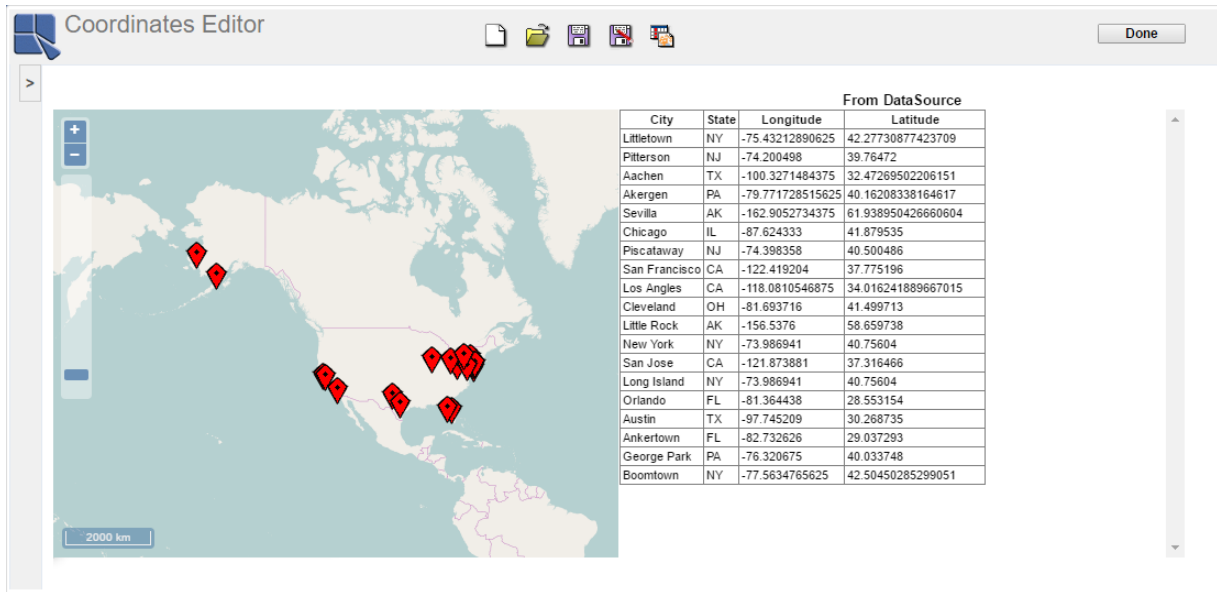 Coordinates Editor
Done
>
From DataSource
+
−
City State Longitude Latitude
Littletown NY -75.43212890625 42.27730877423709
Pitterson NJ -74.200498 39.76472
Aachen TX -100.3271484375 32.47269502206151
Akergen PA -79.771728515625 40.16208338164617
Sevilla AK -162.9052734375 61.938950426660604
Chicago IL -87.624333 41.879535
Piscataway NJ -74.398358 40.500486
San Francisco CA -122.419204 37.775196
Los Angles CA -118.0810546875 34.016241889667015
Cleveland OH -81.693716 41.499713
Little Rock AK -156.5376 58.659738
New York NY -73.986941 40.75604
San Jose CA -121.873881 37.316466
Long Island NY -73.986941 40.75604
Orlando FL -81.364438 28.553154
Austin TX -97.745209 30.268735
Ankertown FL -82.732626 29.037293
George Park PA -76.320675 40.033748
Boomtown NY -77.5634765625 42.50450285299051
2000 km